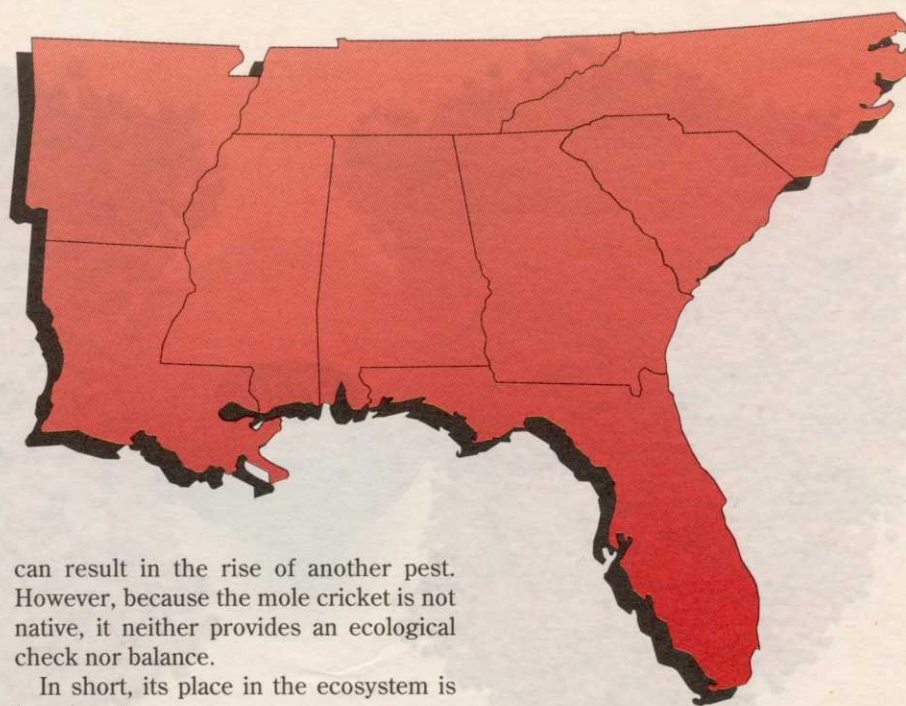 can result in the rise of another pest.
However, because the mole cricket is not
native, it neither provides an ecological
check nor balance.
In short, its place in the ecosystem is